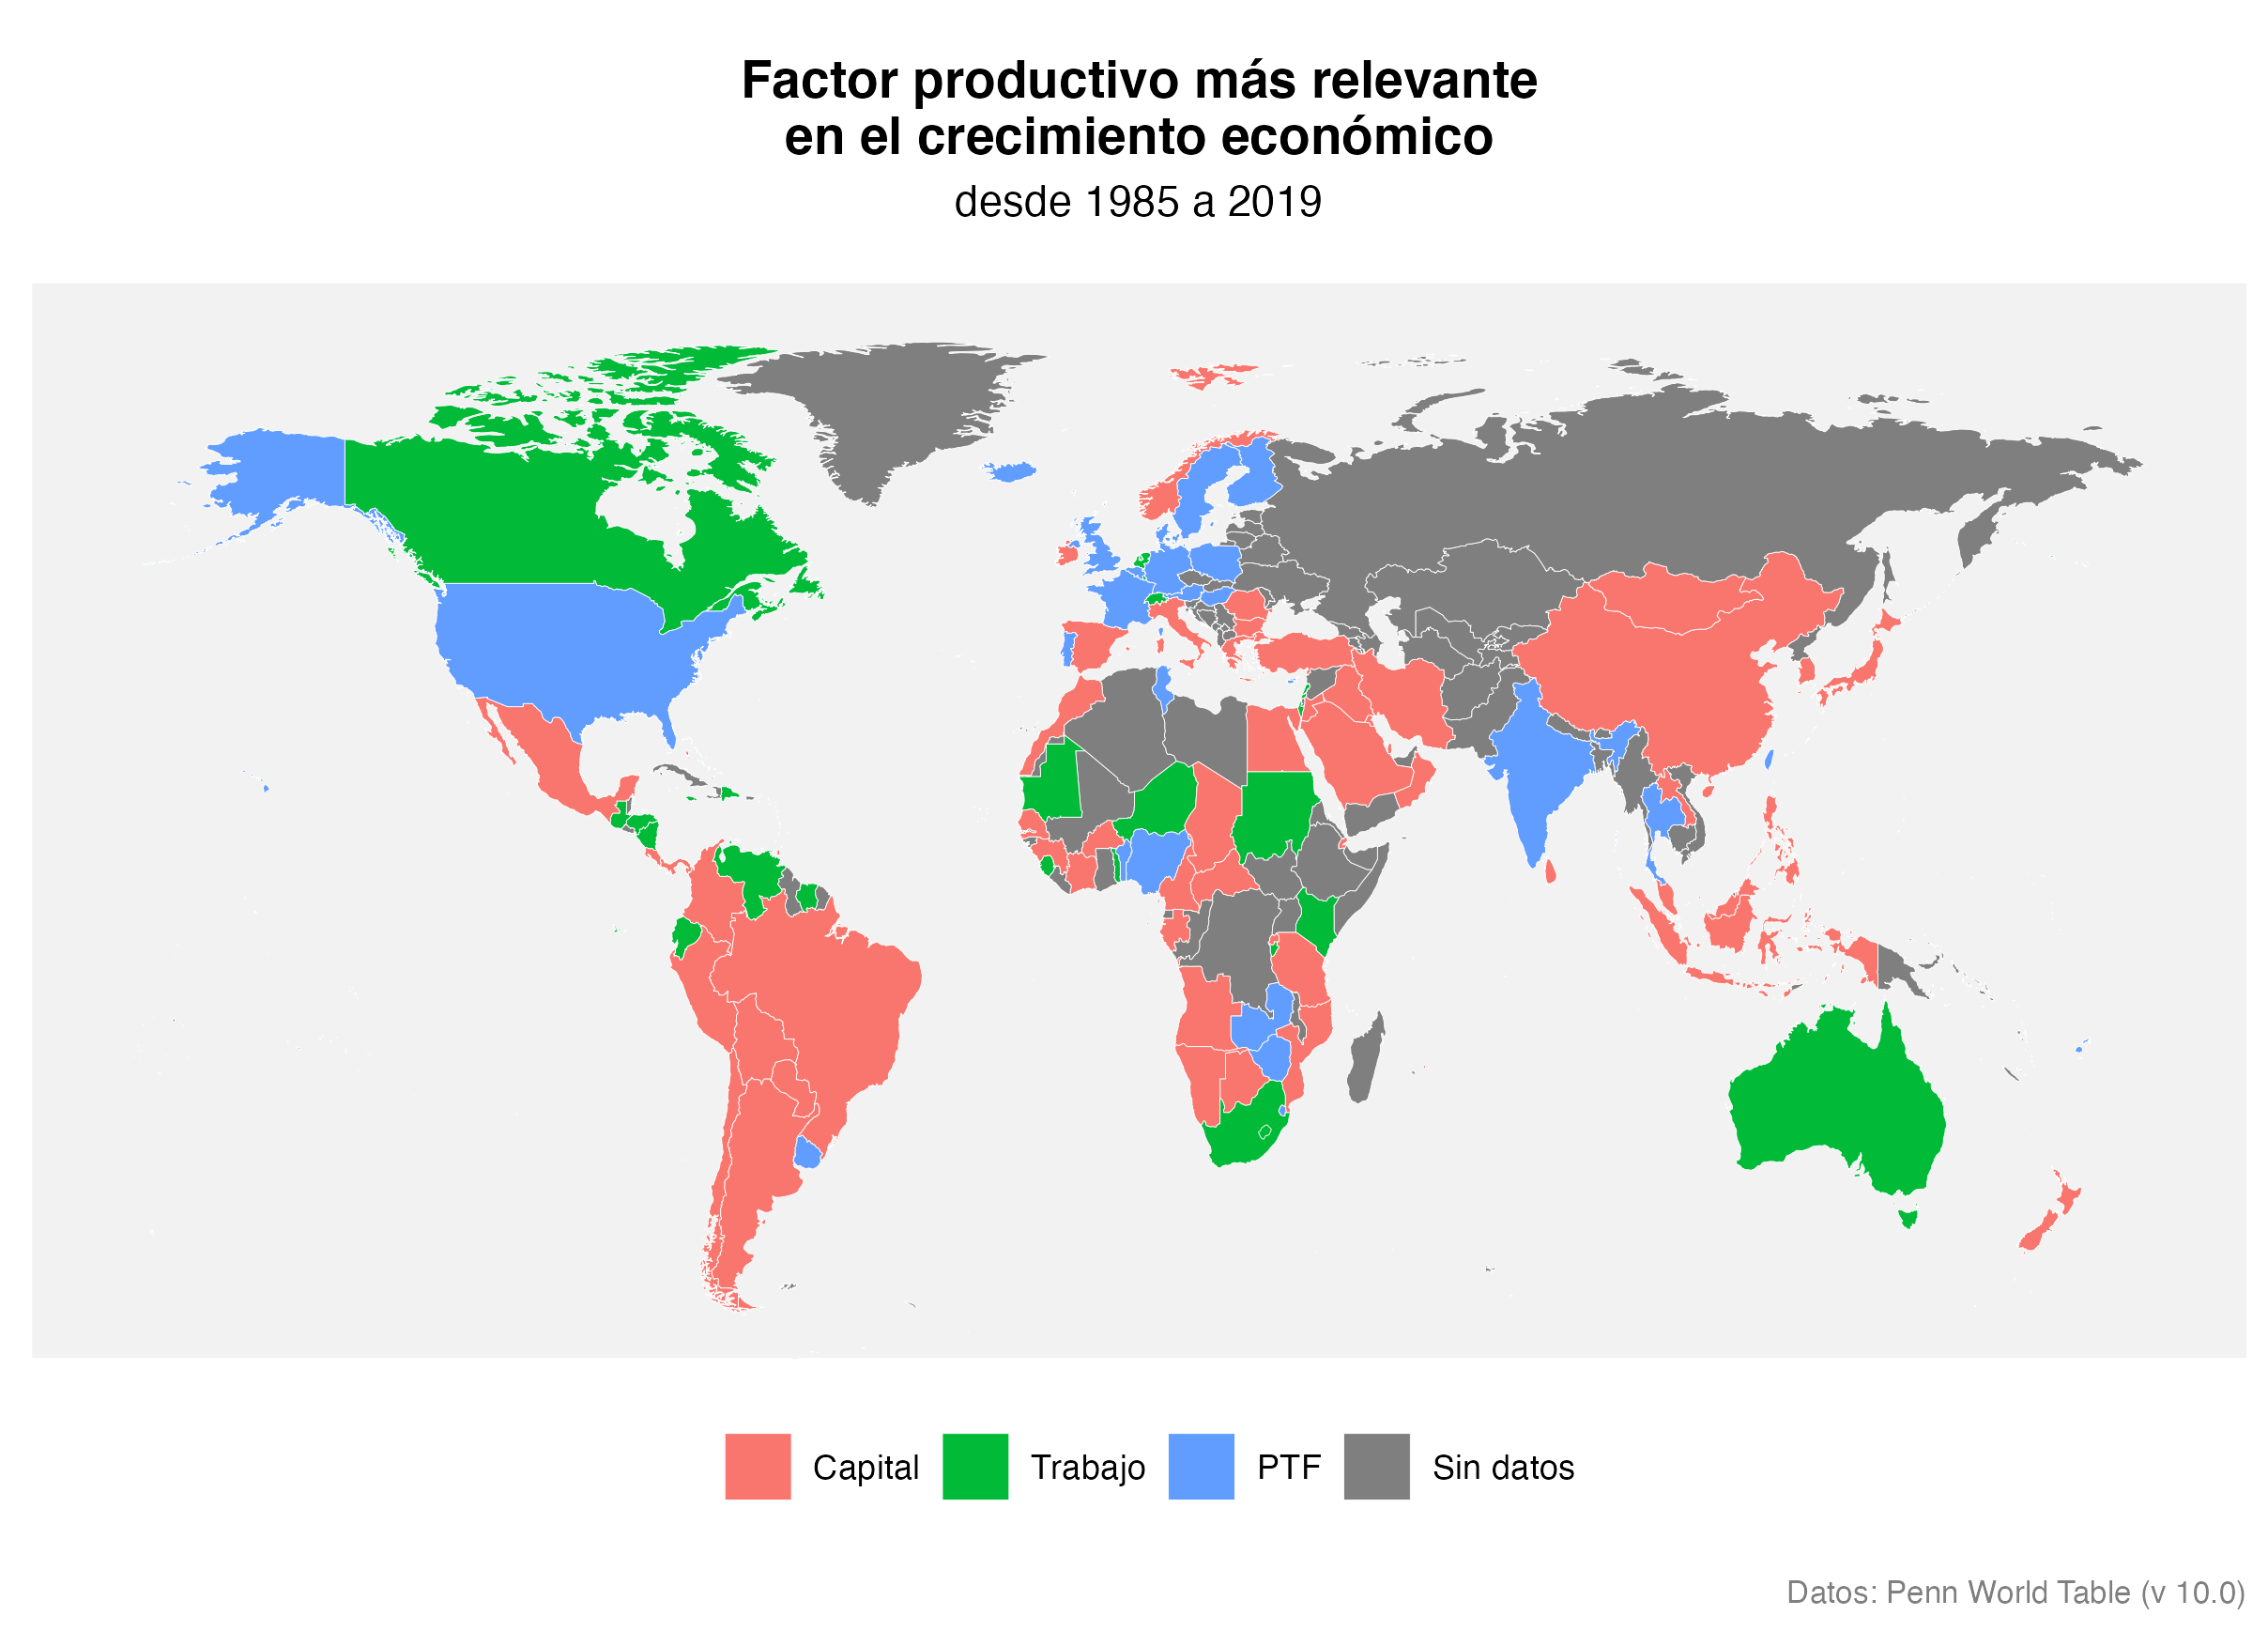 Factor productivo más relevante
en el crecimiento económico
desde 1985 a 2019
Capital
Trabajo
PTF
Sin datos
Datos: Penn World Table (v 10.0)